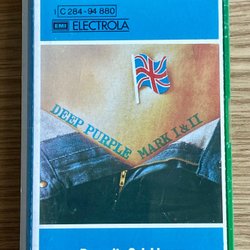 1C 284-94 880
EMI ELECTROLA
DEEP PURPLE MARK I & II